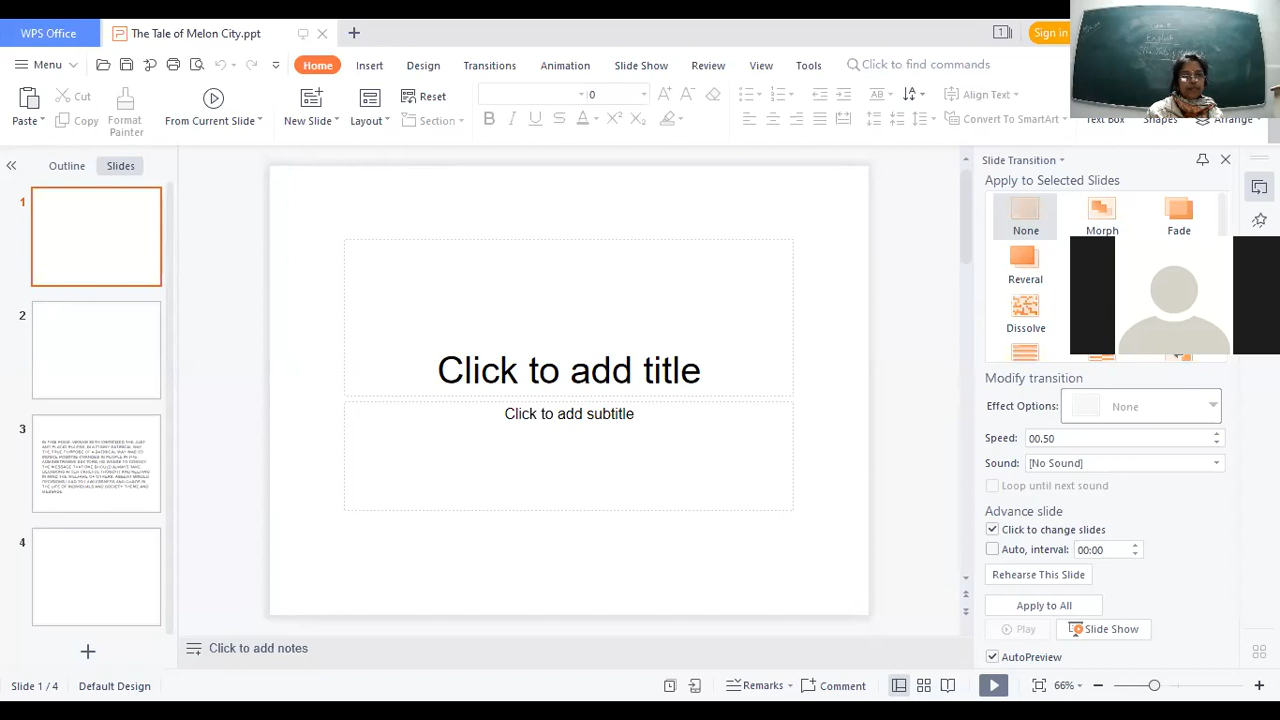 WPS Office
The Tale of Melon City.ppt
Sign in
Menu
Home
Insert
Design
Transitions
Animation
Slide Show
Review
View
Tools
Click to find commands
Paste
Cut
Copy
Format
Painter
From Current Slide
New Slide
Layout
Reset
Section
0
Align Text
Convert To SmartArt
Text Box
Shapes
Arrange
English
Outline
Slides
1
2
3
4
Click to add title
Click to add subtitle
Slide Transition
Apply to Selected Slides
None
Morph
Fade
Reveral
Dissolve
Modify transition
Effect Options: None
Speed: 00.50
Sound: [No Sound]
Loop until next sound
Advance slide
Click to change slides
Auto, interval: 00:00
Rehearse This Slide
Apply to All
Play
Slide Show
AutoPreview
Click to add notes
Slide 1 / 4
Default Design
Remarks
Comment
66%